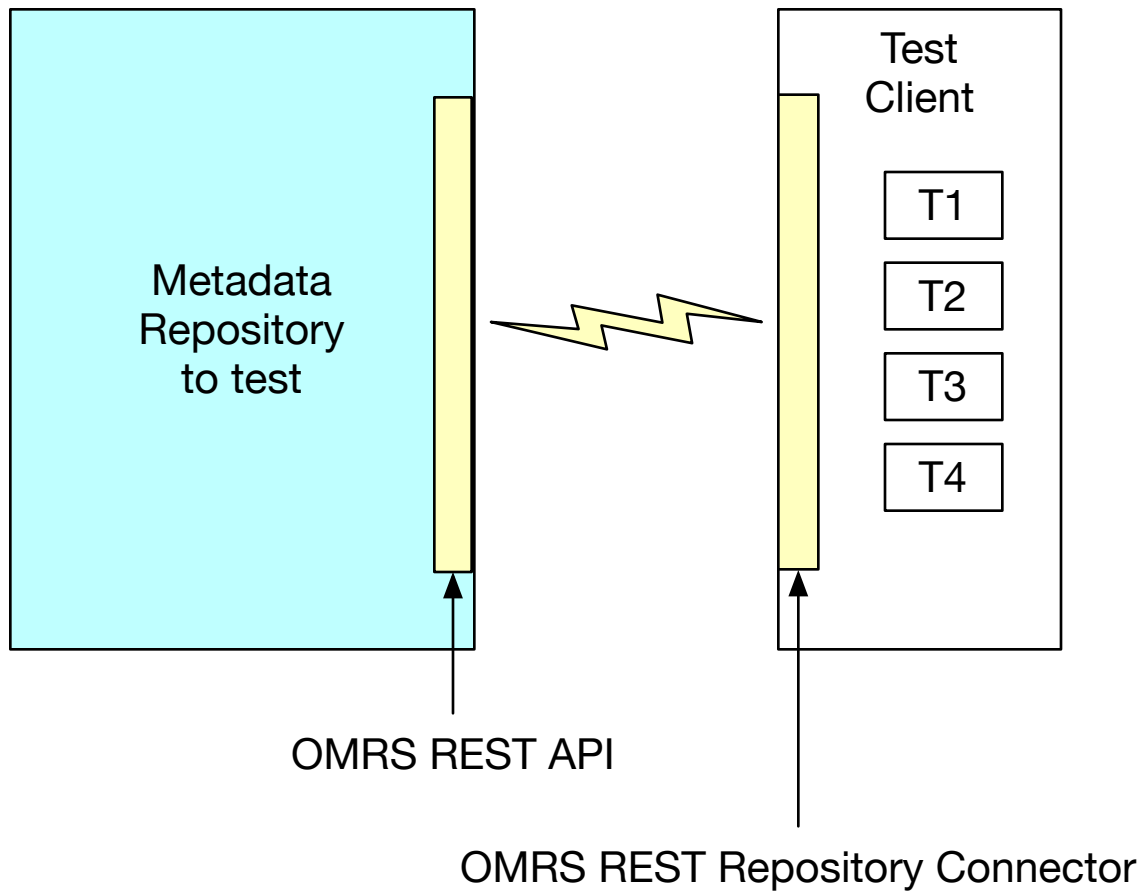 Metadata
Repository
to test
Test
Client
T1
T2
T3
T4
OMRS REST API
OMRS REST Repository Connector